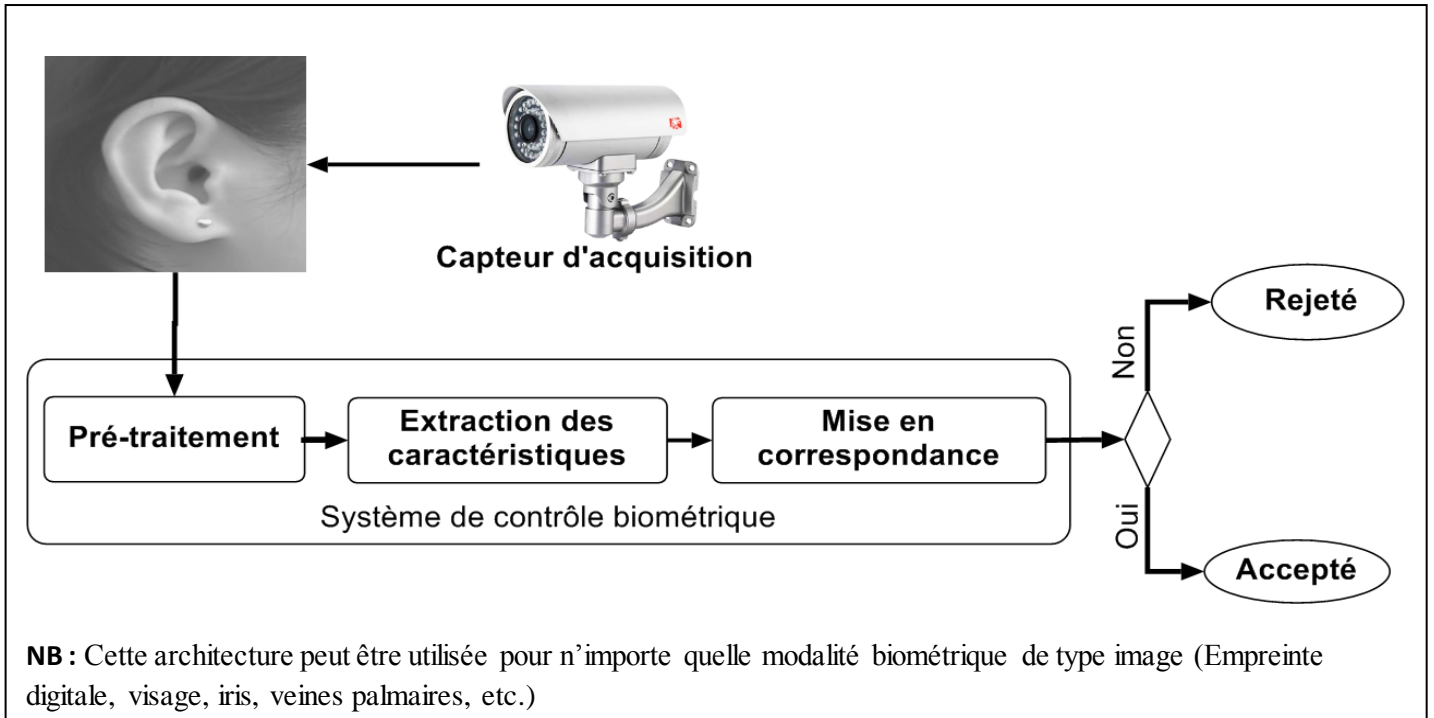 Capteur d'acquisition
Rejeté
Non
Pré-traitement
Extraction des
caractéristiques
Mise en
correspondance
Système de contrôle biométrique
Oui
Accepté
NB : Cette architecture peut être utilisée pour n’importe quelle modalité biométrique de type image (Empreinte
digitale, visage, iris, veines palmaires, etc.)